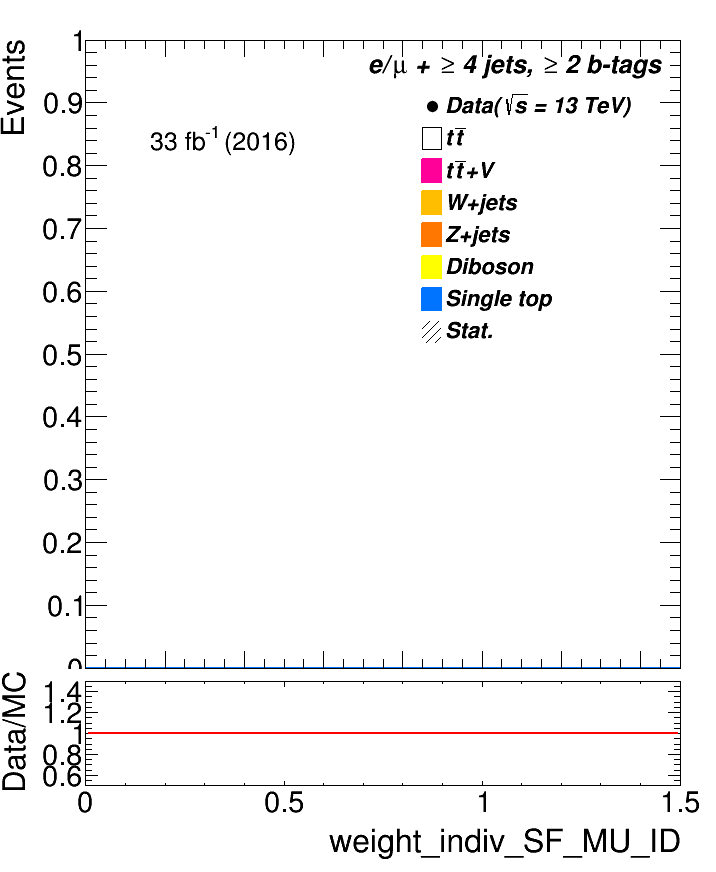 Events
1
0.9
0.8
0.7
0.6
0.5
0.4
0.3
0.2
0.1
0
e/μ + ≥ 4 jets, ≥ 2 b-tags
33 fb⁻¹ (2016)
Data(√s = 13 TeV)
tt̅
tt̅+V
W+jets
Z+jets
Diboson
Single top
Stat.
Data/MC
1.4
1.2
1
0.8
0.6
0 0.5 1 1.5
weight_indiv_SF_MU_ID